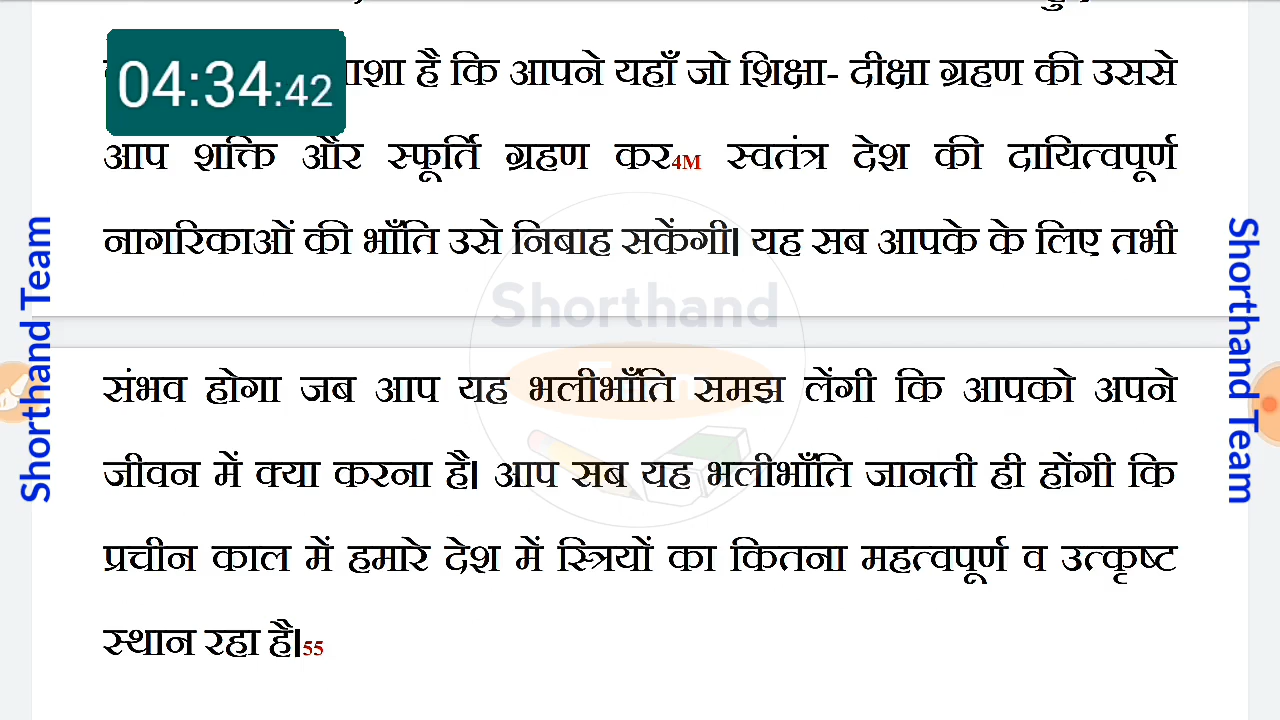 04:34:42
है कि आपने यहाँ जो शिक्षा- दीक्षा ग्रहण की उससे
आप शक्ति और स्फूर्ति ग्रहण कर4M स्वतंत्र देश की दायित्वपूर्ण
नागरिकाओं की भाँति उसे निबाह सकेंगी। यह सब आपके के लिए तभी
Shorthand
संभव होगा जब आप यह भलीभाँति समझ लेंगी कि आपको अपने
जीवन में क्या करना है। आप सब यह भलीभाँति जानती ही होंगी कि
प्रचीन काल में हमारे देश में स्त्रियों का कितना महत्वपूर्ण व उत्कृष्ट
स्थान रहा है।55
Shorthand Team
Shorthand Team